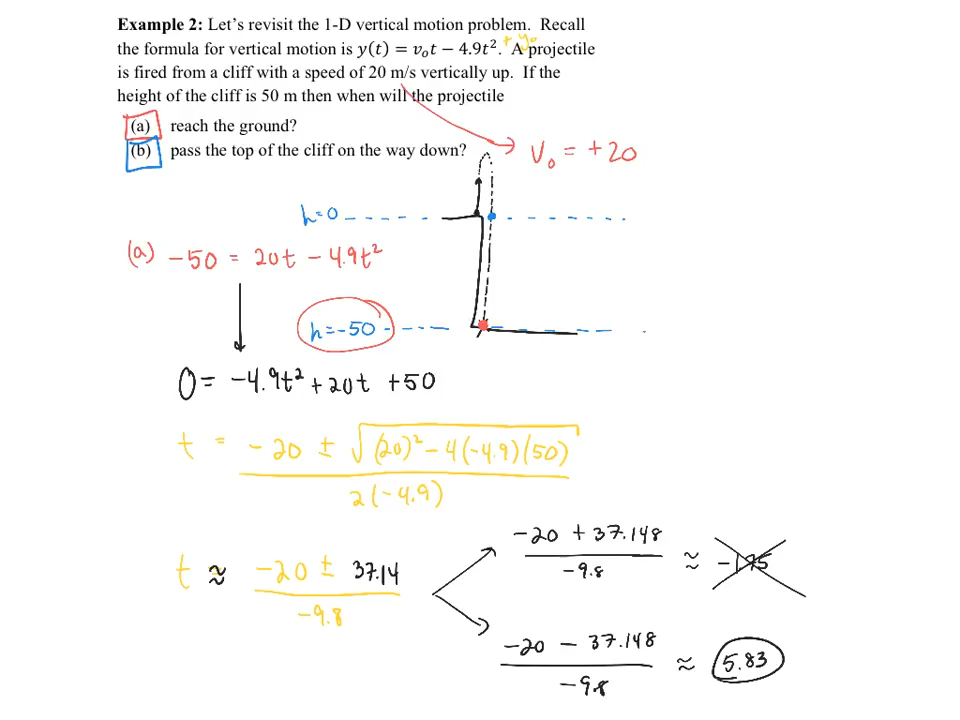 Example 2: Let's revisit the 1-D vertical motion problem. Recall
the formula for vertical motion is y(t) = vₒt − 4.9t². + y₀ A projectile
is fired from a cliff with a speed of 20 m/s vertically up. If the
height of the cliff is 50 m then when will the projectile
(a) reach the ground?
(b) pass the top of the cliff on the way down?
V₀ = +20
h=0
(a) -50 = 20t - 4.9t²
h=-50
0 = -4.9t² + 20t + 50
t = -20 ± √(20)² - 4(-4.9)(50)
2(-4.9)
-20 + 37.148
-9.8
≈ -1.75
t ≈ -20 ± 37.14
-9.8
-20 - 37.148
-9.8
≈ 5.83